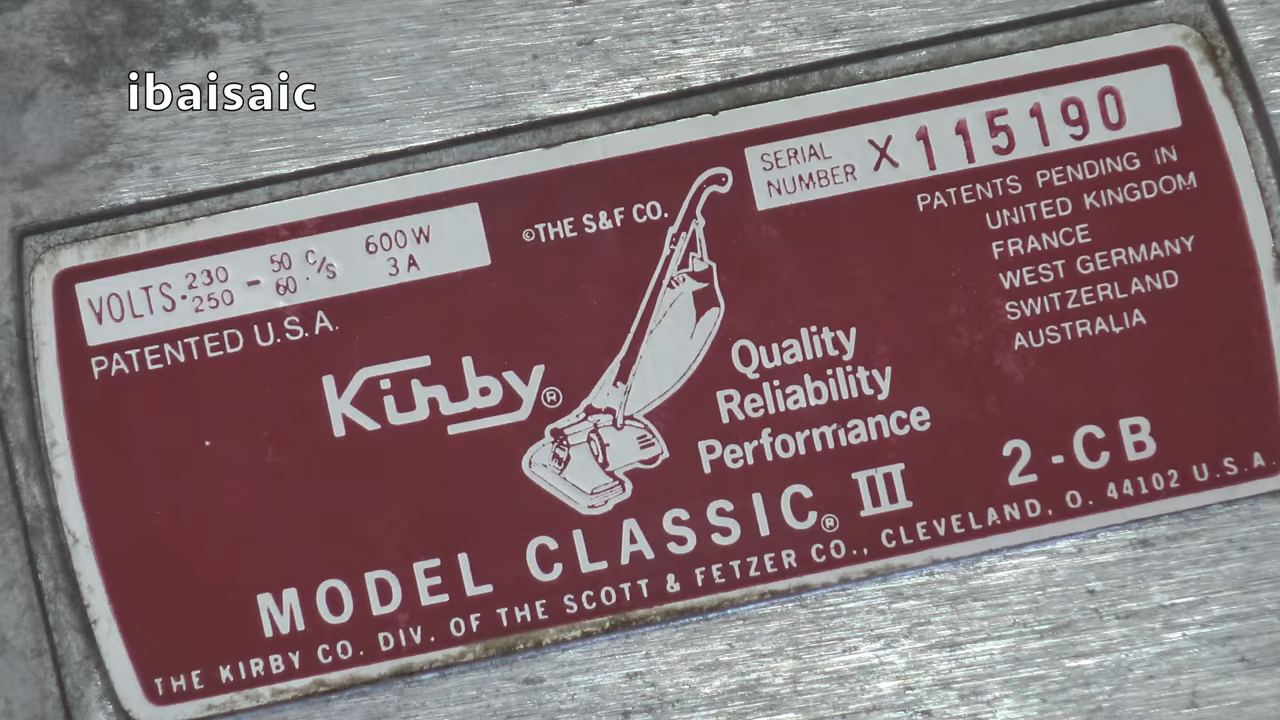 ibaisaic
SERIAL NUMBER X 115190
VOLTS·230 250 - 50 60 C/S 600W 3A
©THE S&F CO.
PATENTED U.S.A.
PATENTS PENDING IN
UNITED KINGDOM
FRANCE
WEST GERMANY
SWITZERLAND
AUSTRALIA
Kirby®
Quality
Reliability
Performance
MODEL CLASSIC® III 2-CB
THE KIRBY CO. DIV. OF THE SCOTT & FETZER CO., CLEVELAND, O. 44102 U.S.A.